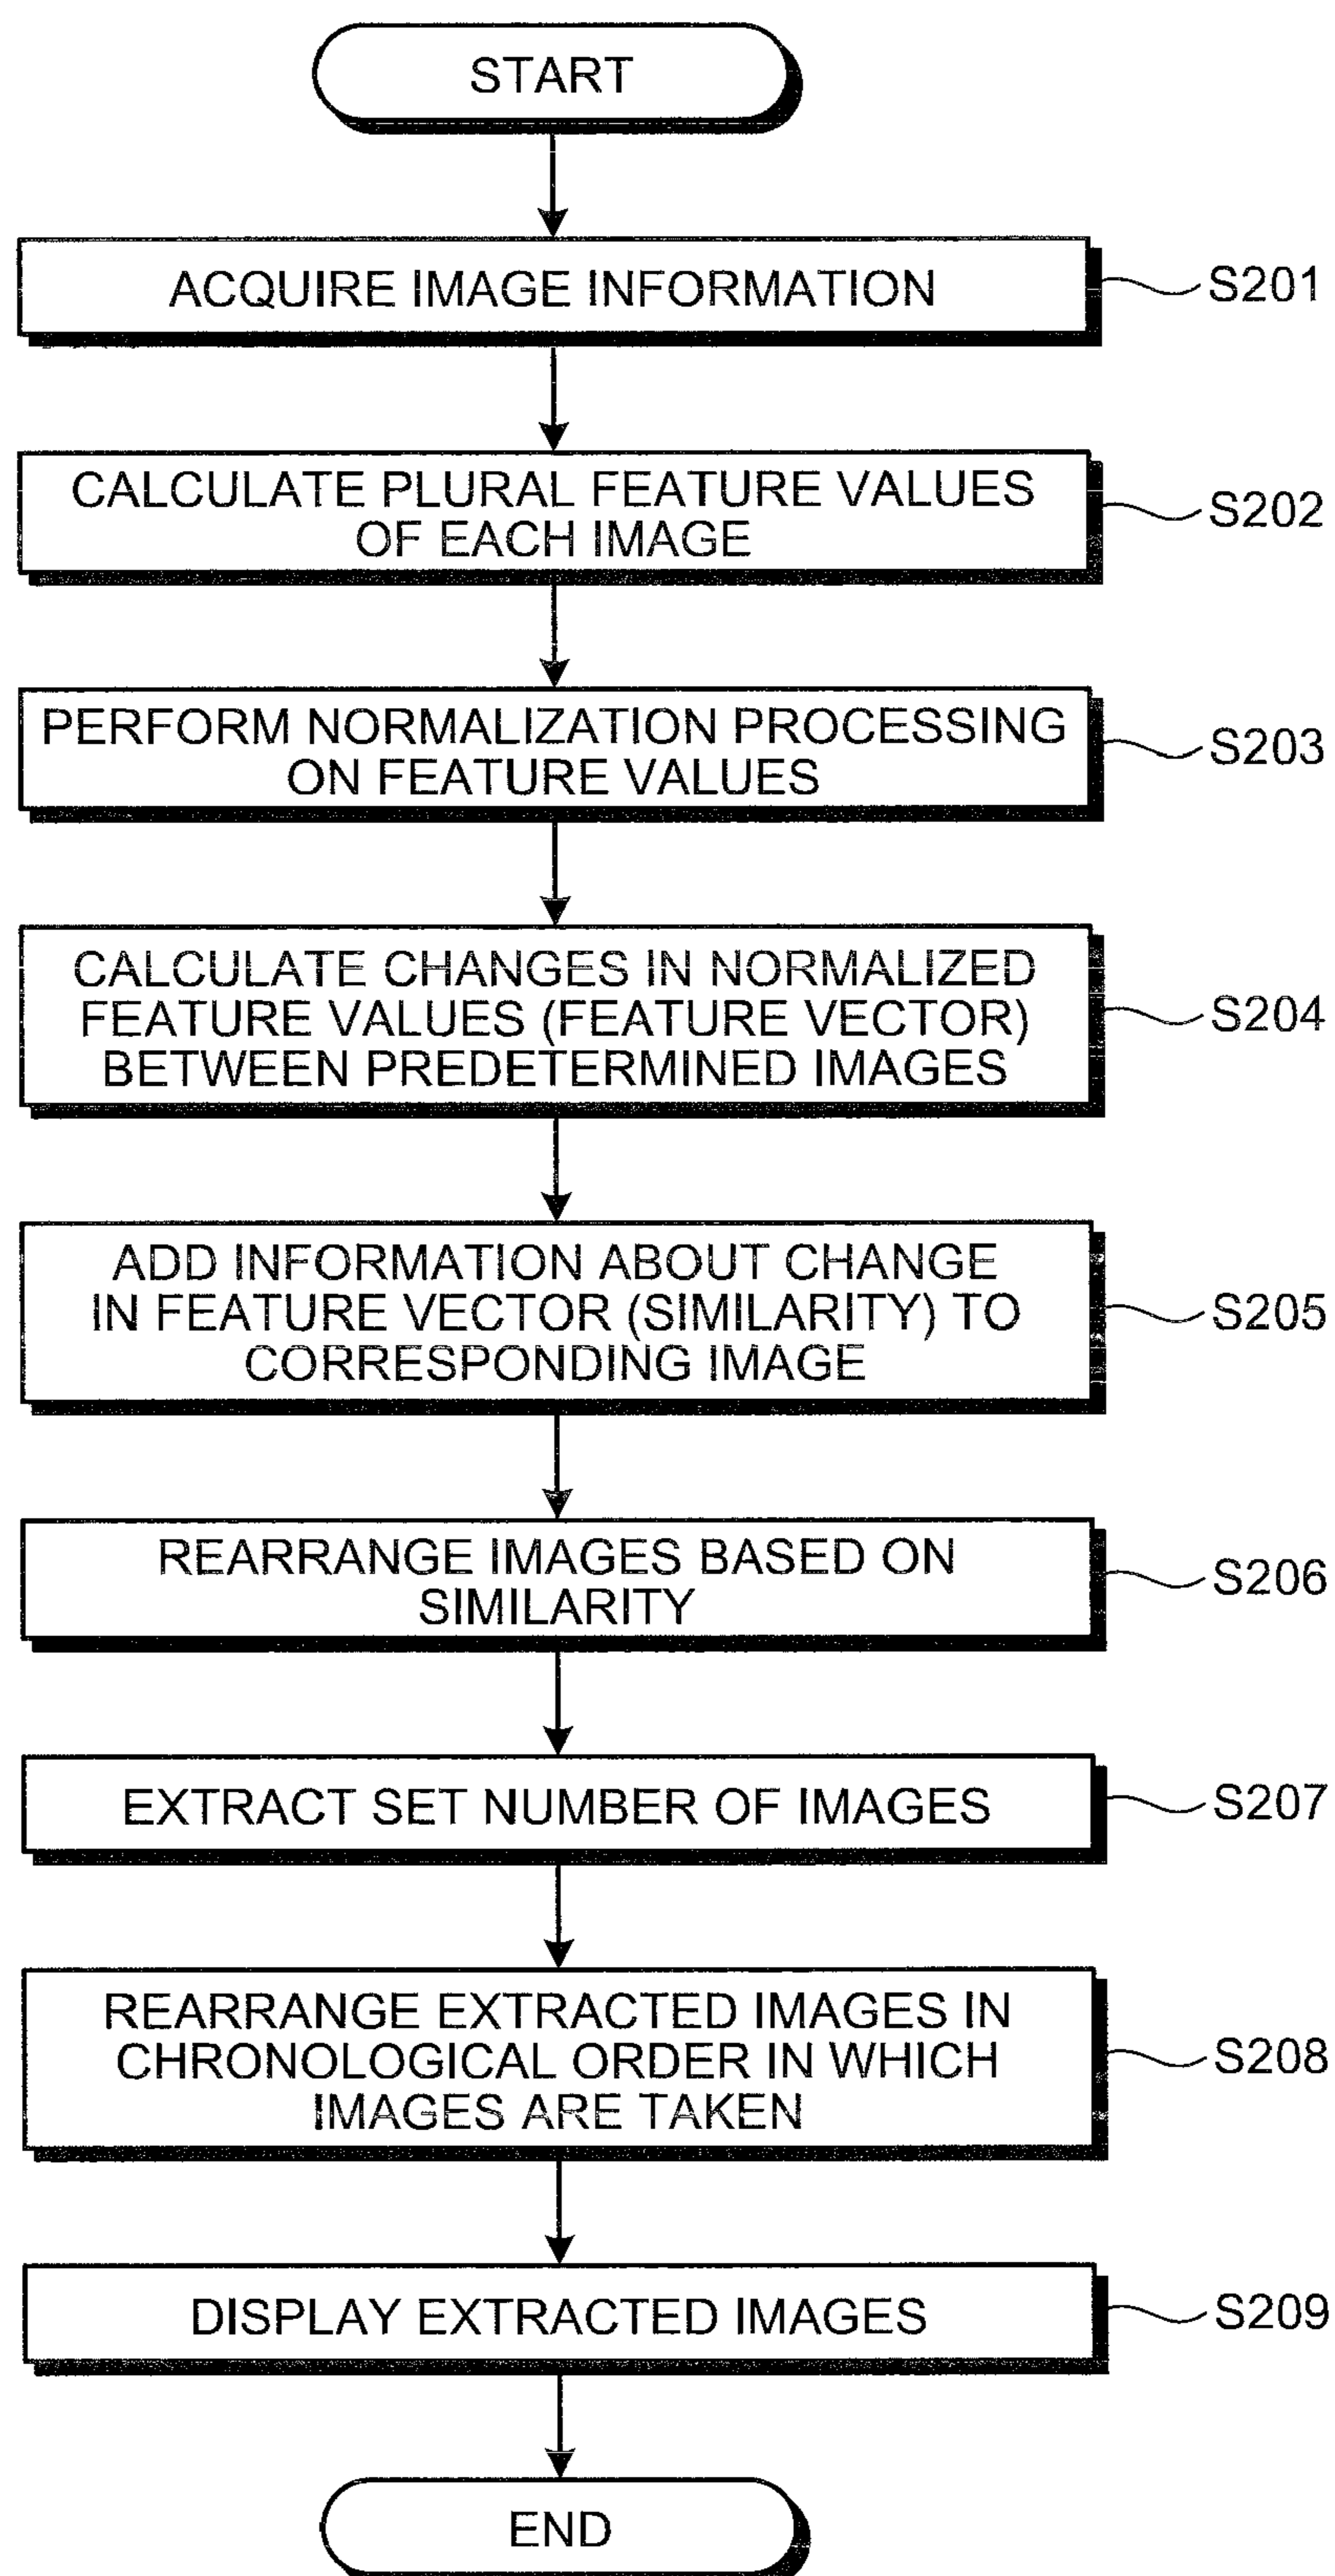 START
ACQUIRE IMAGE INFORMATION
S201
CALCULATE PLURAL FEATURE VALUES
OF EACH IMAGE
S202
PERFORM NORMALIZATION PROCESSING
ON FEATURE VALUES
S203
CALCULATE CHANGES IN NORMALIZED
FEATURE VALUES (FEATURE VECTOR)
BETWEEN PREDETERMINED IMAGES
S204
ADD INFORMATION ABOUT CHANGE
IN FEATURE VECTOR (SIMILARITY) TO
CORRESPONDING IMAGE
S205
REARRANGE IMAGES BASED ON
SIMILARITY
S206
EXTRACT SET NUMBER OF IMAGES
S207
REARRANGE EXTRACTED IMAGES IN
CHRONOLOGICAL ORDER IN WHICH
IMAGES ARE TAKEN
S208
DISPLAY EXTRACTED IMAGES
S209
END